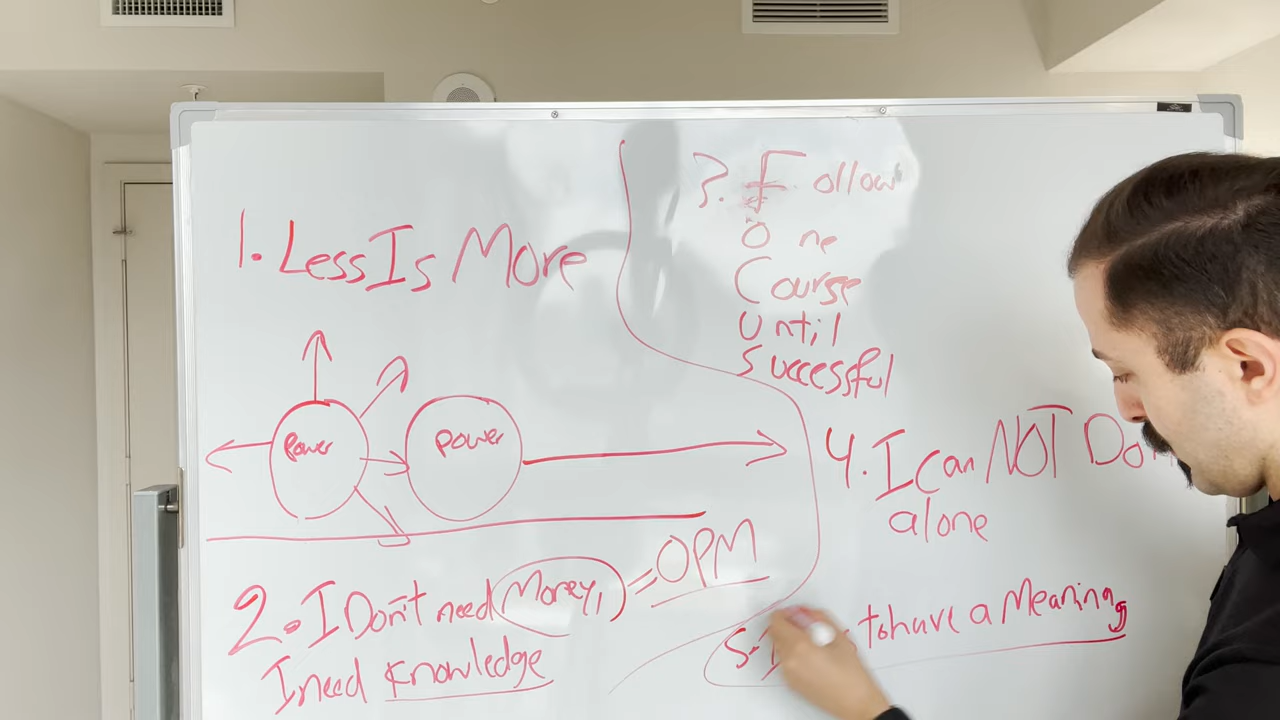 1. Less Is More
Power
Power
2. I Don't need Money, = OPM
I need Knowledge
3. Follow
One
Course
Until
Successful
4. I Can NOT Do
alone
5. I to have a Meaning